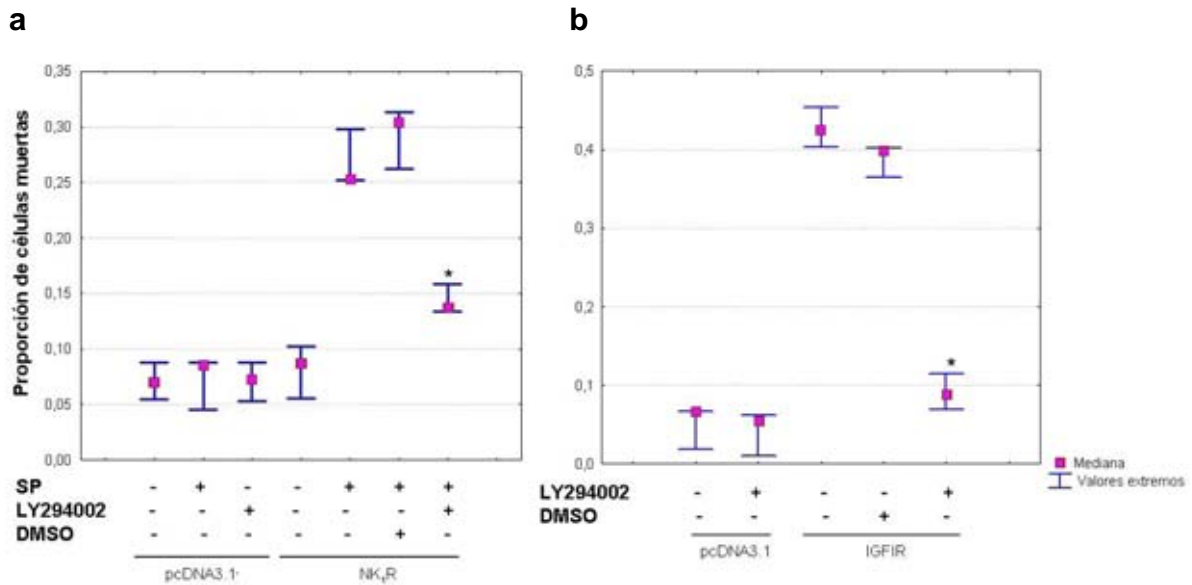 a
b
Proporción de células muertas
0,35
0,30
0,25
0,20
0,15
0,10
0,05
0,00
*
SP - + - - + + +
LY294002 - - + - - - +
DMSO - - - - - + -
pcDNA3.1-
NK1R
0,5
0,4
0,3
0,2
0,1
0,0
*
LY294002 - + - - +
DMSO - - - + -
pcDNA3.1
IGFIR
Mediana
Valores extremos